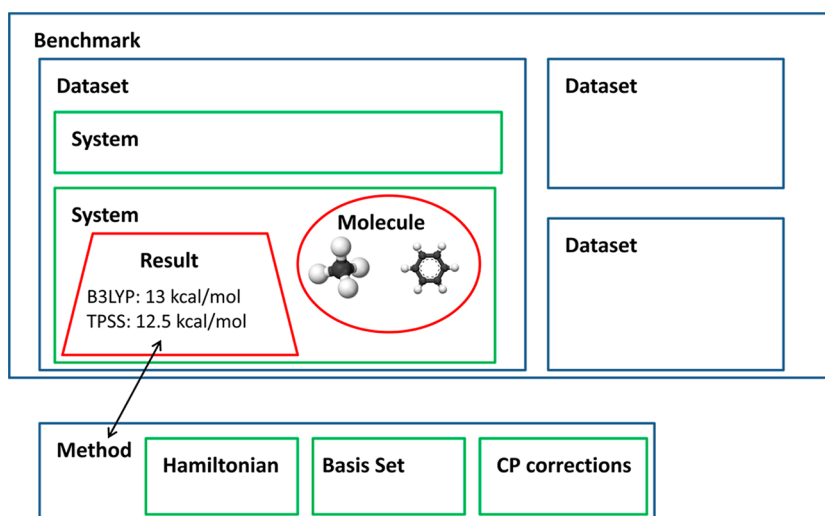 Benchmark
Dataset
System
System
Molecule
Result
B3LYP: 13 kcal/mol
TPSS: 12.5 kcal/mol
Dataset
Dataset
Method
Hamiltonian
Basis Set
CP corrections